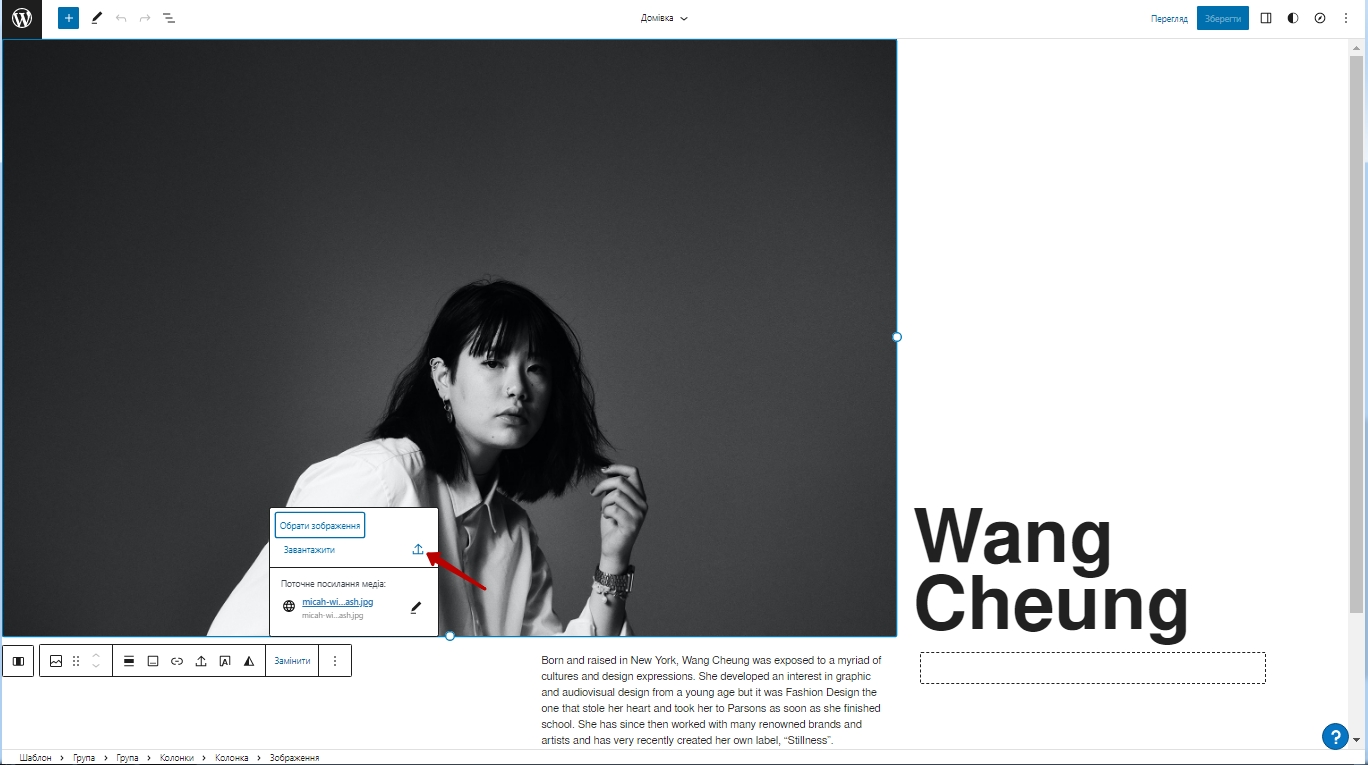 Домівка
Перегляд
Зберегти
Обрати зображення
Завантажити
Поточне посилання медіа:
micah-wi...ash.jpg
micah-wi...ash.jpg
Wang
Cheung
Замінити
Born and raised in New York, Wang Cheung was exposed to a myriad of
cultures and design expressions. She developed an interest in graphic
and audiovisual design from a young age but it was Fashion Design the
one that stole her heart and took her to Parsons as soon as she finished
school. She has since then worked with many renowned brands and
artists and has very recently created her own label, “Stillness”.
?
Шаблон > Група > Група > Колонки > Колонка > Зображення